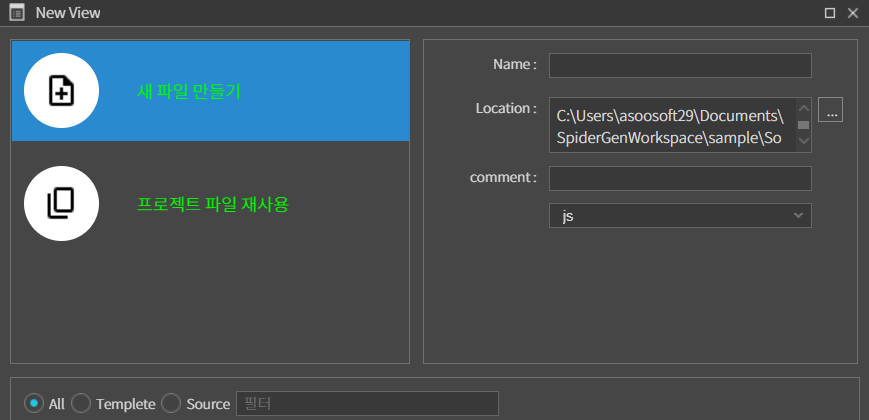 New View
새 파일 만들기
프로젝트 파일 재사용
Name :
Location :
C:\Users\asoosoft29\Documents\
SpiderGenWorkspace\sample\So
...
comment :
js
All Templete Source 필터